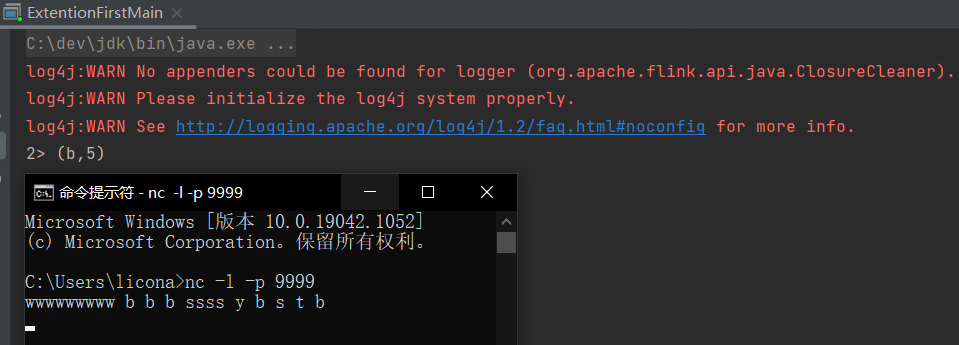 ExtentionFirstMain
C:\dev\jdk\bin\java.exe ...
log4j:WARN No appenders could be found for logger (org.apache.flink.api.java.ClosureCleaner).
log4j:WARN Please initialize the log4j system properly.
log4j:WARN See http://logging.apache.org/log4j/1.2/faq.html#noconfig for more info.
2> (b,5)
命令提示符 - nc -l -p 9999
Microsoft Windows [版本 10.0.19042.1052]
(c) Microsoft Corporation。保留所有权利。
C:\Users\licona>nc -l -p 9999
wwwwwwwww b b b ssss y b s t b